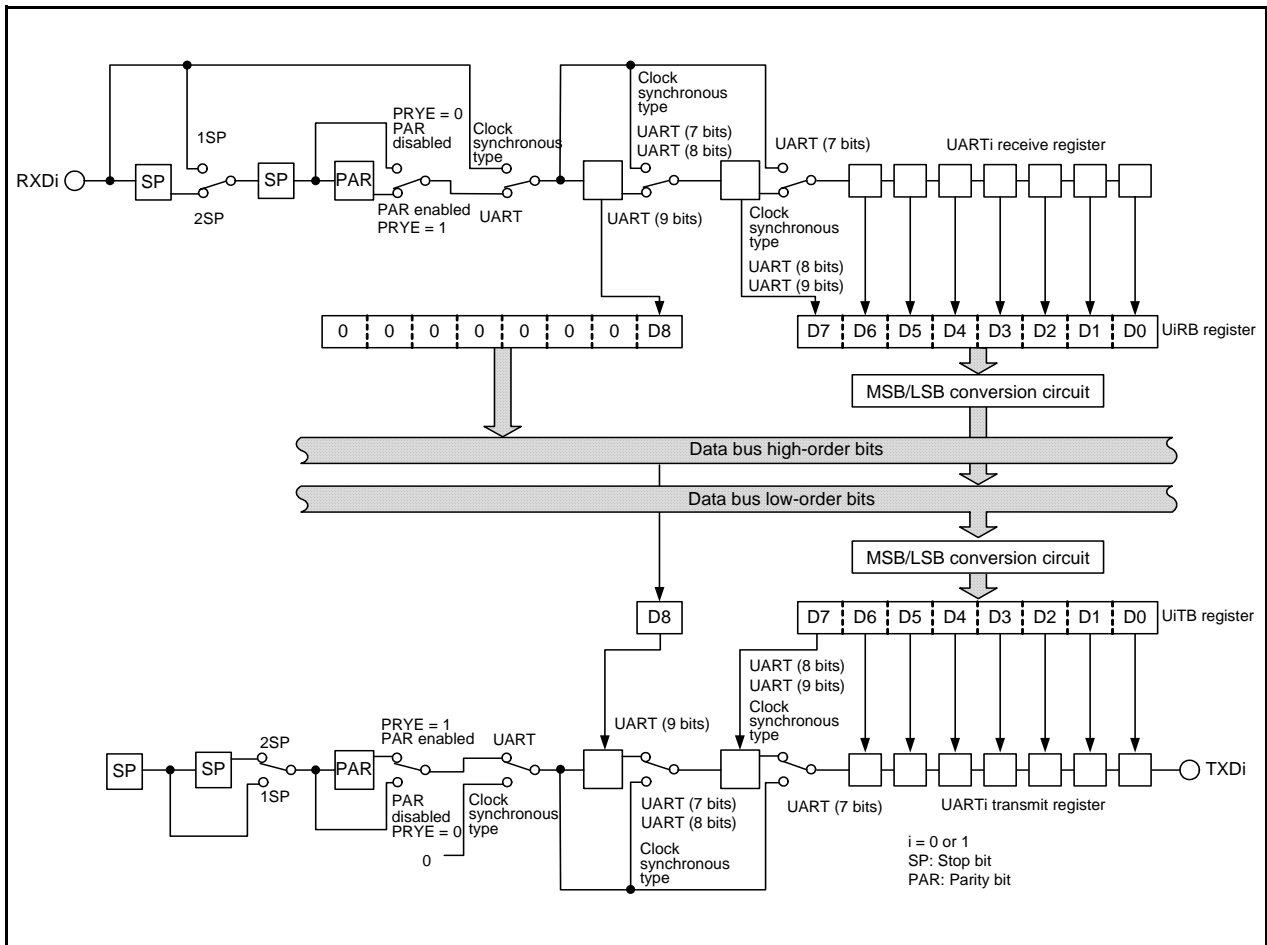 PRYE = 0
PAR
disabled
Clock
synchronous
type
Clock
synchronous
type
UART (7 bits)
UART (8 bits)
UART (7 bits)
UARTi receive register
1SP
RXDi
SP
SP
PAR
2SP
PAR enabled
PRYE = 1
UART
UART (9 bits)
Clock
synchronous
type
UART (8 bits)
UART (9 bits)
0 0 0 0 0 0 0 D8
D7 D6 D5 D4 D3 D2 D1 D0
UiRB register
MSB/LSB conversion circuit
Data bus high-order bits
Data bus low-order bits
MSB/LSB conversion circuit
D8
D7 D6 D5 D4 D3 D2 D1 D0
UiTB register
UART (8 bits)
UART (9 bits)
Clock
synchronous
type
UART (9 bits)
PRYE = 1
PAR enabled
UART
2SP
SP
SP
PAR
TXDi
1SP
PAR
disabled
PRYE = 0
Clock
synchronous
type
0
UART (7 bits)
UART (8 bits)
Clock
synchronous
type
UART (7 bits)
UARTi transmit register
i = 0 or 1
SP: Stop bit
PAR: Parity bit